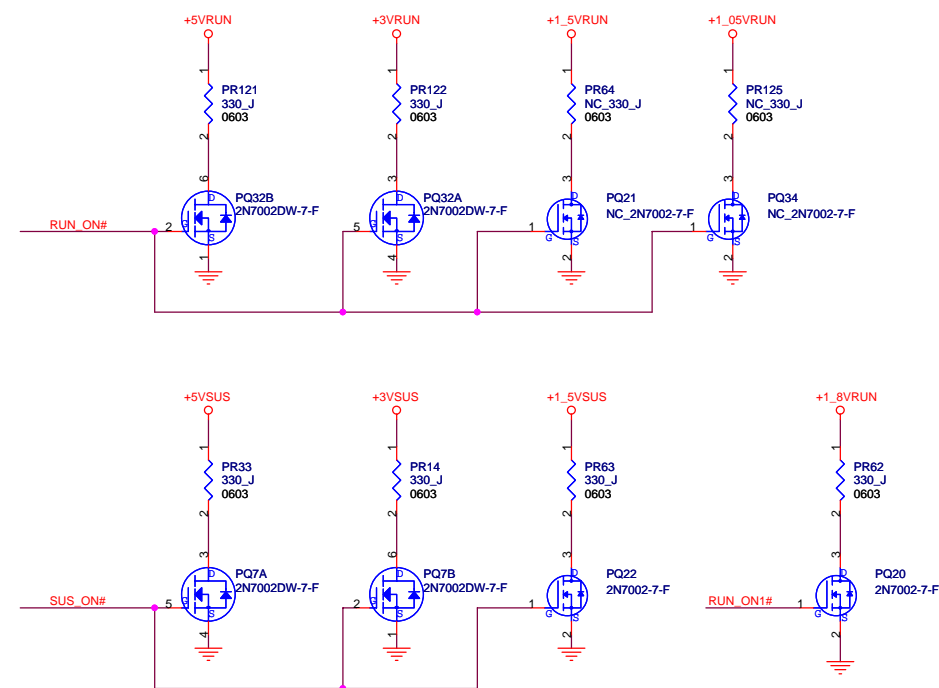 +5VRUN
+3VRUN
+1_5VRUN
+1_05VRUN
1
1
1
1
PR121
330_J
0603
PR122
330_J
0603
PR64
NC_330_J
0603
PR125
NC_330_J
0603
2
2
2
2
6
3
3
3
D
D
D
D
PQ32B
2N7002DW-7-F
PQ32A
2N7002DW-7-F
PQ21
NC_2N7002-7-F
PQ34
NC_2N7002-7-F
RUN_ON#
2
G
5
G
1
G
1
G
S
S
S
S
1
4
2
2
+5VSUS
+3VSUS
+1_5VSUS
+1_8VRUN
1
1
1
1
PR33
330_J
0603
PR14
330_J
0603
PR63
330_J
0603
PR62
330_J
0603
2
2
2
2
3
6
3
3
D
D
D
D
PQ7A
2N7002DW-7-F
PQ7B
2N7002DW-7-F
PQ22
2N7002-7-F
PQ20
2N7002-7-F
SUS_ON#
5
G
2
G
1
G
RUN_ON1#
1
G
S
S
S
S
4
1
2
2